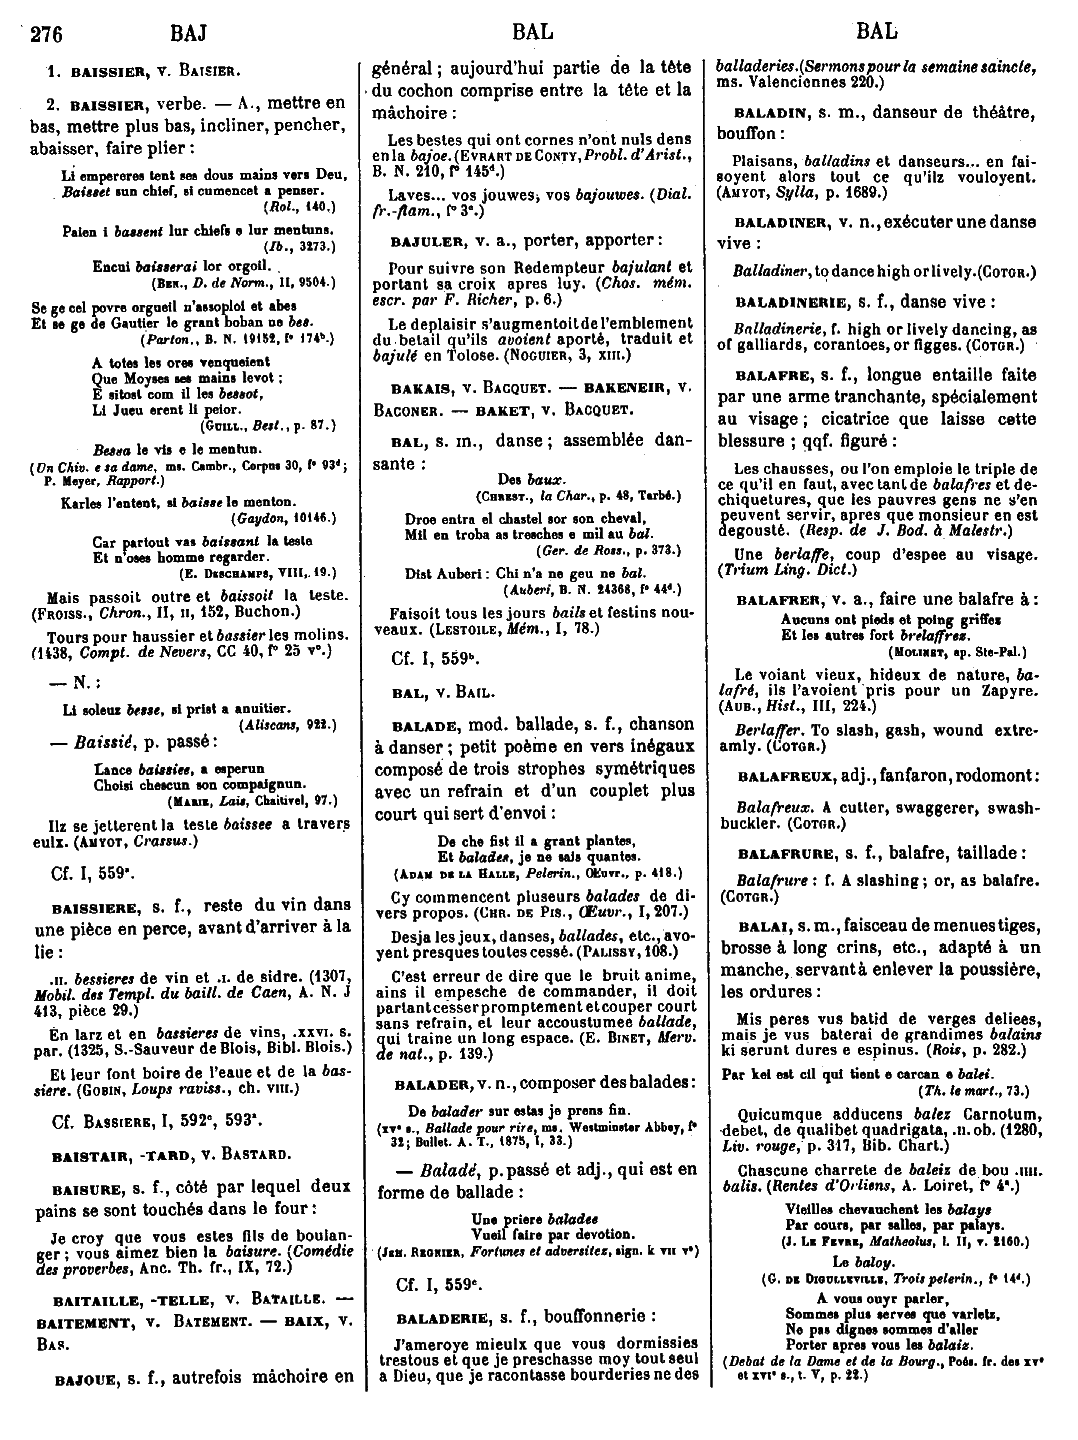 276 BAJ BAL BAL
1. BAISSIER, v. BAISIER.
2. BAISSIER, verbe. — A., mettre en
bas, mettre plus bas, incliner, pencher,
abaisser, faire plier :
Li empereres tent ses dous mains vers Deu,
Baisset sun chief, si cumencet a penser.
(Rol., 140.)
Paien i bassent lur chiefs e lur mentuns.
(Ib., 3273.)
Encui baisserai lor orgoil.
(BEN., D. de Norm., II, 9504.)
Se ge cel povre orgueil n'assoploi et abes
Et se ge de Gautier le grant boban ne bes.
(Parton., B. N. 19152, f° 174ᵇ.)
A totes les ores venqueient
Que Moyses ses mains levot ;
E sitost com il les bessot,
Li Jueu erent li peior.
(GUILL., Best., p. 87.)
Bessa le vis e le mentun.
(Un Chiv. e sa dame, ms. Cambr., Corpus 30, f° 93ᵈ ;
P. Meyer, Rapport.)
Karles l'entent, si baisse le menton.
(Gaydon, 10146.)
Car partout vas baissant la teste
Et n'oses homme regarder.
(E. DESCHAMPS, VIII, 19.)
Mais passoit outre et baissoit la teste.
(FROISS., Chron., II, II, 152, Buchon.)
Tours pour haussier et bassier les molins.
(1438, Compt. de Nevers, CC 40, f° 25 v°.)
— N. :
Li soleuz besse, si prist a anuitier.
(Aliscans, 922.)
— Baissié, p. passé :
Lance baissiee, a esperun
Choisi chescun son compaignun.
(MARIE, Lais, Chaitivel, 97.)
Ilz se jetterent la teste baissee a travers
eulx. (AMYOT, Crassus.)
Cf. I, 559ª.
BAISSIERE, s. f., reste du vin dans
une pièce en perce, avant d'arriver à la
lie :
.II. bessieres de vin et .I. de sidre. (1307,
Mobil. des Templ. du baill. de Caen, A. N. J
413, pièce 29.)
En larz et en bassieres de vins, .XXVI. s.
par. (1325, S.-Sauveur de Blois, Bibl. Blois.)
Et leur font boire de l'eaue et de la bas-
siere. (GOBIN, Loups raviss., ch. VIII.)
Cf. BASSIERE, I, 592ᶜ, 593ª.
BAISTAIR, -TARD, v. BASTARD.
BAISURE, s. f., côté par lequel deux
pains se sont touchés dans le four :
Je croy que vous estes fils de boulan-
ger ; vous aimez bien la baisure. (Comédie
des proverbes, Anc. Th. fr., IX, 72.)
BAITAILLE, -TELLE, v. BATAILLE. —
BAITEMENT, v. BATEMENT. — BAIX, v.
BAS.
BAJOUE, s. f., autrefois mâchoire en
général ; aujourd'hui partie de la tête
du cochon comprise entre la tête et la
mâchoire :
Les bestes qui ont cornes n'ont nuls dens
en la bajoe. (EVRART DE CONTY, Probl. d'Arist.,
B. N. 210, f° 145ᵈ.)
Laves... vos jouwes, vos bajouwes. (Dial.
fr.-flam., f° 3ª.)
BAJULER, v. a., porter, apporter :
Pour suivre son Redempteur bajulant et
portant sa croix apres luy. (Chos. mém.
escr. par F. Richer, p. 6.)
Le deplaisir s'augmentoit de l'emblement
du betail qu'ils avoient aporté, traduit et
bajulé en Tolose. (NOGUIER, 3, XIII.)
BAKAIS, v. BACQUET. — BAKENEIR, v.
BACONER. — BAKET, v. BACQUET.
BAL, s. m., danse ; assemblée dan-
sante :
Des baux.
(CHREST., la Char., p. 48, Tarbé.)
Droe entra el chastel sor son cheval,
Mil en troba as tresches e mil au bal.
(Ger. de Ross., p. 373.)
Dist Auberi : Chi n'a ne geu ne bal.
(Auberi, B. N. 24368, f° 44ᵈ.)
Faisoit tous les jours bails et festins nou-
veaux. (LESTOILE, Mém., I, 78.)
Cf. I, 559ᵇ.
BAL, v. BAIL.
BALADE, mod. ballade, s. f., chanson
à danser ; petit poème en vers inégaux
composé de trois strophes symétriques
avec un refrain et d'un couplet plus
court qui sert d'envoi :
De che fist il a grant plantes,
Et balades, je ne sais quantes.
(ADAM DE LA HALLE, Pelerin., Œuvr., p. 418.)
Cy commencent pluseurs balades de di-
vers propos. (CHR. DE PIS., Œuvr., I, 207.)
Desja les jeux, danses, ballades, etc., avo-
yent presques toutes cessé. (PALISSY, 108.)
C'est erreur de dire que le bruit anime,
ains il empesche de commander, il doit
partant cesser promptement et couper court
sans refrain, et leur accoustumee ballade,
qui traine un long espace. (E. BINET, Merv.
de nat., p. 139.)
BALADER, v. n., composer des balades :
De balader sur estas je prens fin.
(XVᵉ s., Ballade pour rire, ms. Westminster Abbey, f°
32 ; Bullet. A. T., 1875, I, 33.)
— Baladé, p. passé et adj., qui est en
forme de ballade :
Une priere baladee
Vueil faire par devotion.
(JEH. REGNIER, Fortunes et adversitez, sign. k VII v°)
Cf. I, 559ᶜ.
BALADERIE, s. f., bouffonnerie :
J'ameroye mieulx que vous dormissies
trestous et que je preschasse moy tout seul
a Dieu, que je racontasse bourderies ne des
balladeries. (Sermons pour la semaine saincte,
ms. Valenciennes 220.)
BALADIN, s. m., danseur de théâtre,
bouffon :
Plaisans, balladins et danseurs... en fai-
soyent alors tout ce qu'ilz vouloyent.
(AMYOT, Sylla, p. 1689.)
BALADINER, v. n., exécuter une danse
vive :
Balladiner, to dance high or lively. (COTGR.)
BALADINERIE, s. f., danse vive :
Balladinerie, f. high or lively dancing, as
of galliards, corantoes, or figges. (COTGR.)
BALAFRE, s. f., longue entaille faite
par une arme tranchante, spécialement
au visage ; cicatrice que laisse cette
blessure ; qqf. figuré :
Les chausses, ou l'on emploie le triple de
ce qu'il en faut, avec tant de balafres et de-
chiquetures, que les pauvres gens ne s'en
peuvent servir, apres que monsieur en est
degousté. (Resp. de J. Bod. à Malestr.)
Une berlaffe, coup d'espee au visage.
(Trium Ling. Dict.)
BALAFRER, v. a., faire une balafre à :
Aucuns ont pieds et poing griffez
Et les autres fort brelaffrez.
(MOLINET, ap. Ste-Pal.)
Le voiant vieux, hideux de nature, ba-
lafré, ils l'avoient pris pour un Zapyre.
(AUB., Hist., III, 224.)
Berlaffer. To slash, gash, wound extre-
amly. (COTGR.)
BALAFREUX, adj., fanfaron, rodomont :
Balafreux. A cutter, swaggerer, swash-
buckler. (COTGR.)
BALAFRURE, s. f., balafre, taillade :
Balafrure : f. A slashing ; or, as balafre.
(COTGR.)
BALAI, s. m., faisceau de menues tiges,
brosse à long crins, etc., adapté à un
manche, servant à enlever la poussière,
les ordures :
Mis peres vus batid de verges deliees,
mais je vus baterai de grandimes balains
ki serunt dures e espinus. (Rois, p. 282.)
Par kel est cil qui tient e carcan e balei.
(Th. le mart., 73.)
Quicumque adducens balez Carnotum,
debet, de qualibet quadrigata, .II. ob. (1280,
Liv. rouge, p. 317, Bib. Chart.)
Chascune charrete de baleiz de bou .IIII.
balis. (Rentes d'Orliens, A. Loiret, f° 4ª.)
Vieilles chevauchent les balays
Par cours, par salles, par palays.
(J. LE FEVRE, Matheolus, l. II, v. 2160.)
Le baloy.
(G. DE DIGULLEVILLE, Trois pelerin., f° 14ᵈ.)
A vous ouyr parler,
Sommes plus serves que varletz,
Ne pas dignes sommes d'aller
Porter apres vous les balaiz.
(Debat de la Dame et de la Bourg., Poés. fr. des XVᵉ
et XVIᵉ s., t. V, p. 22.)